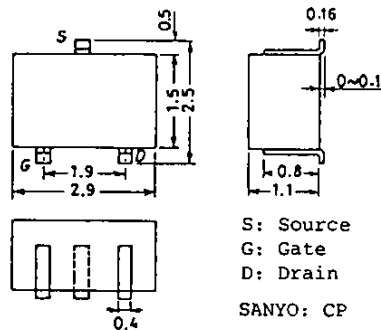 S
0.5
0.16
1.5
2.5
0~0.1
G
D
1.9
2.9
0.8
1.1
S: Source
G: Gate
D: Drain
0.4
SANYO: CP